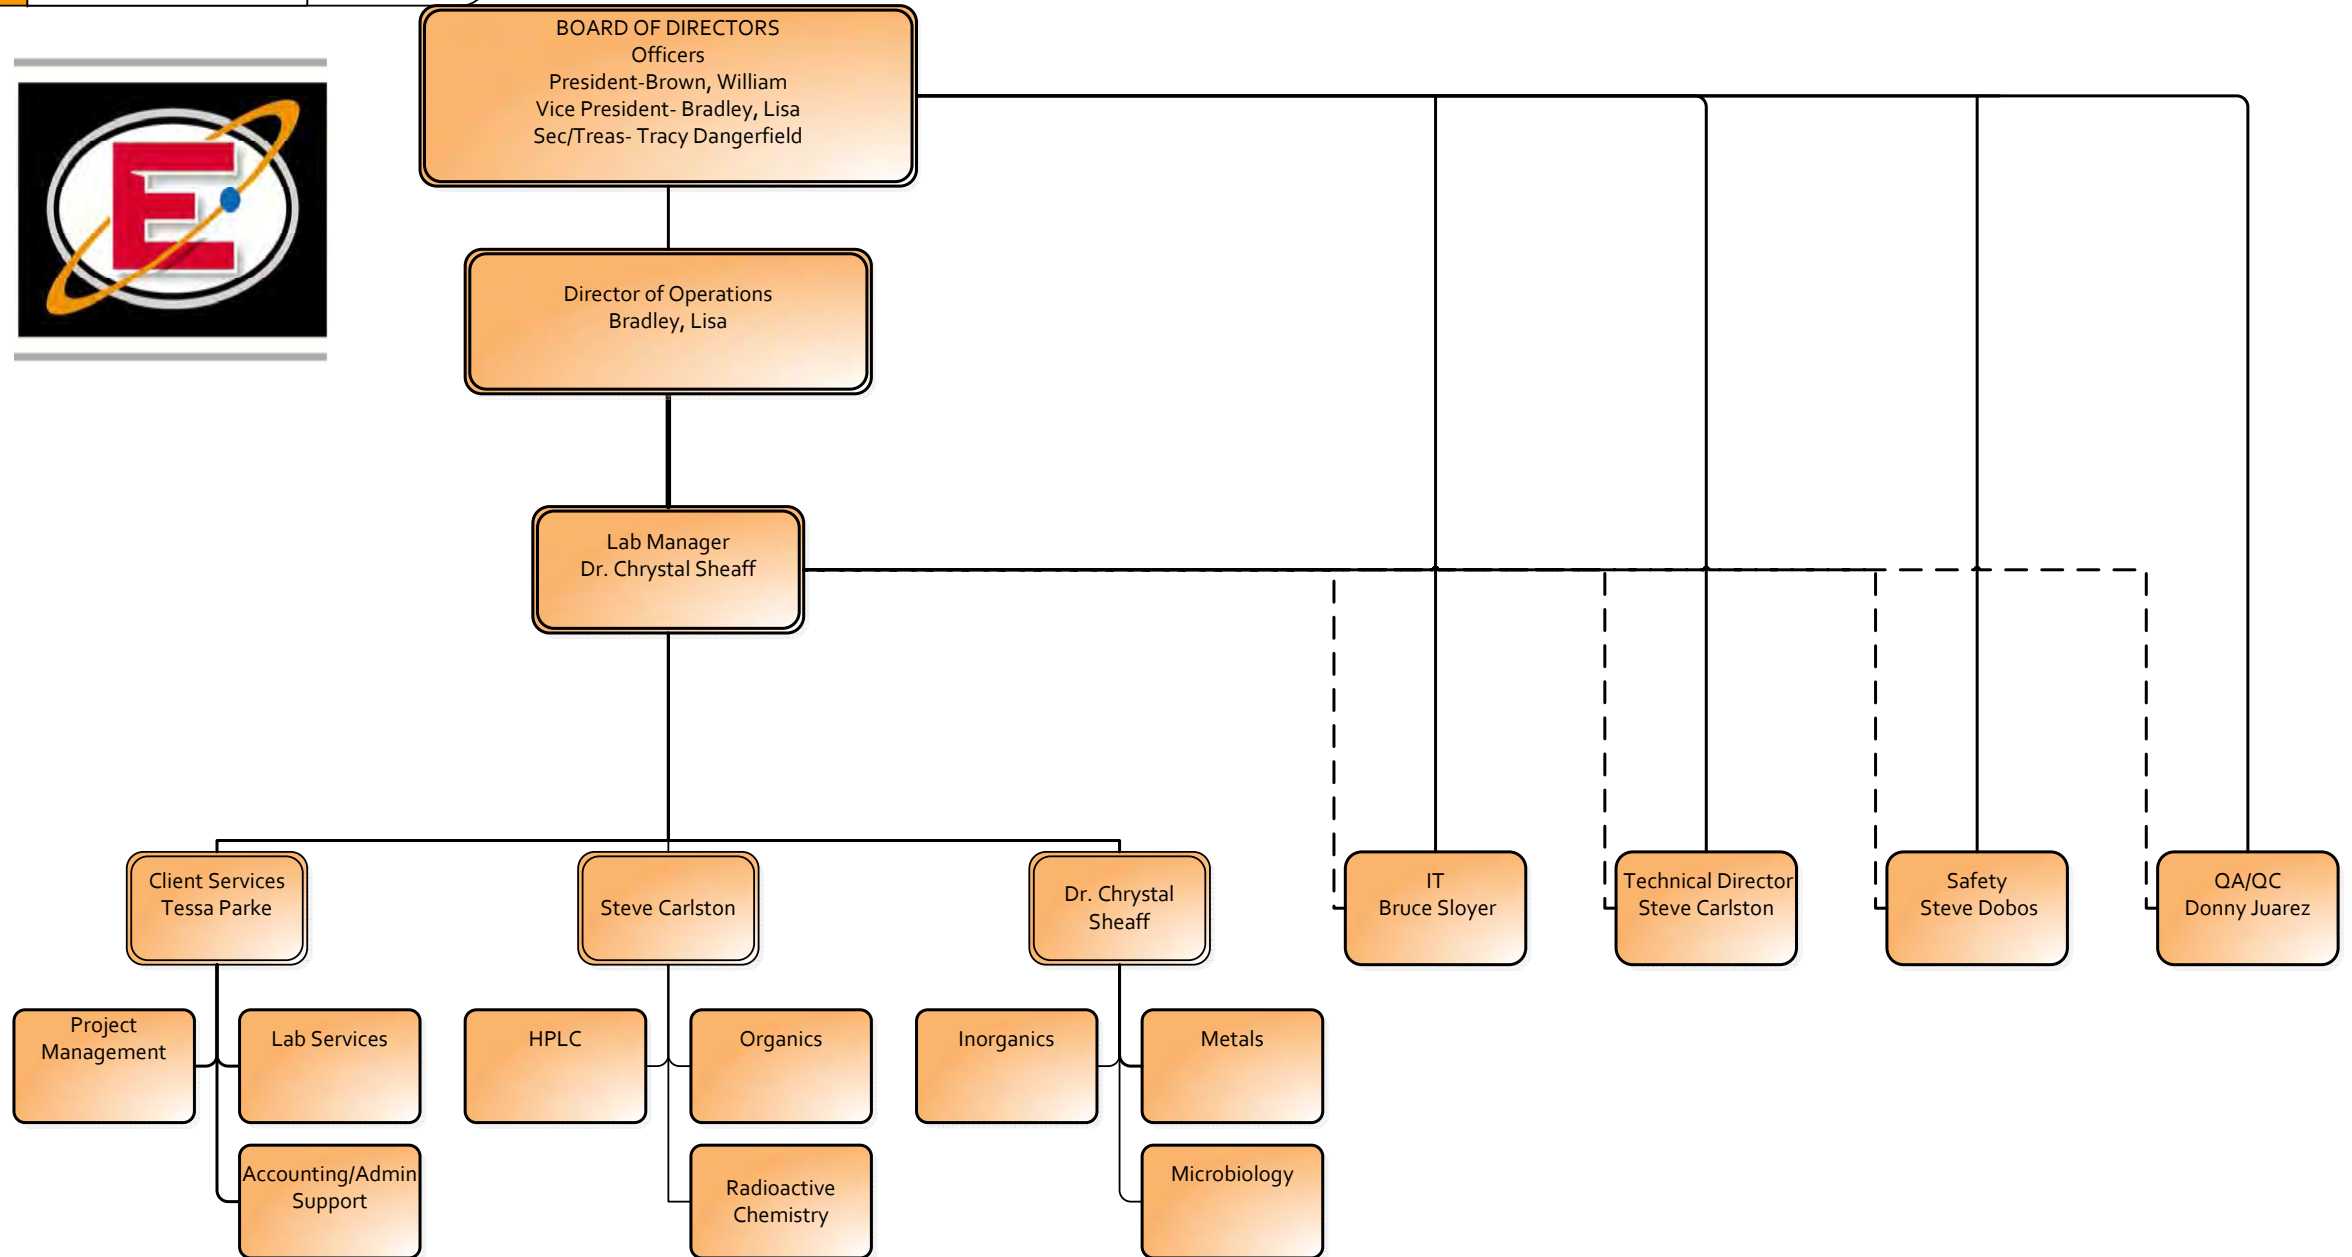 BOARD OF DIRECTORS
Officers
President-Brown, William
Vice President- Bradley, Lisa
Sec/Treas- Tracy Dangerfield
E
Director of Operations
Bradley, Lisa
Lab Manager
Dr. Chrystal Sheaff
Client Services
Tessa Parke
Steve Carlston
Dr. Chrystal
Sheaff
IT
Bruce Sloyer
Technical Director
Steve Carlston
Safety
Steve Dobos
QA/QC
Donny Juarez
Project
Management
Lab Services
HPLC
Organics
Inorganics
Metals
Accounting/Admin
Support
Radioactive
Chemistry
Microbiology